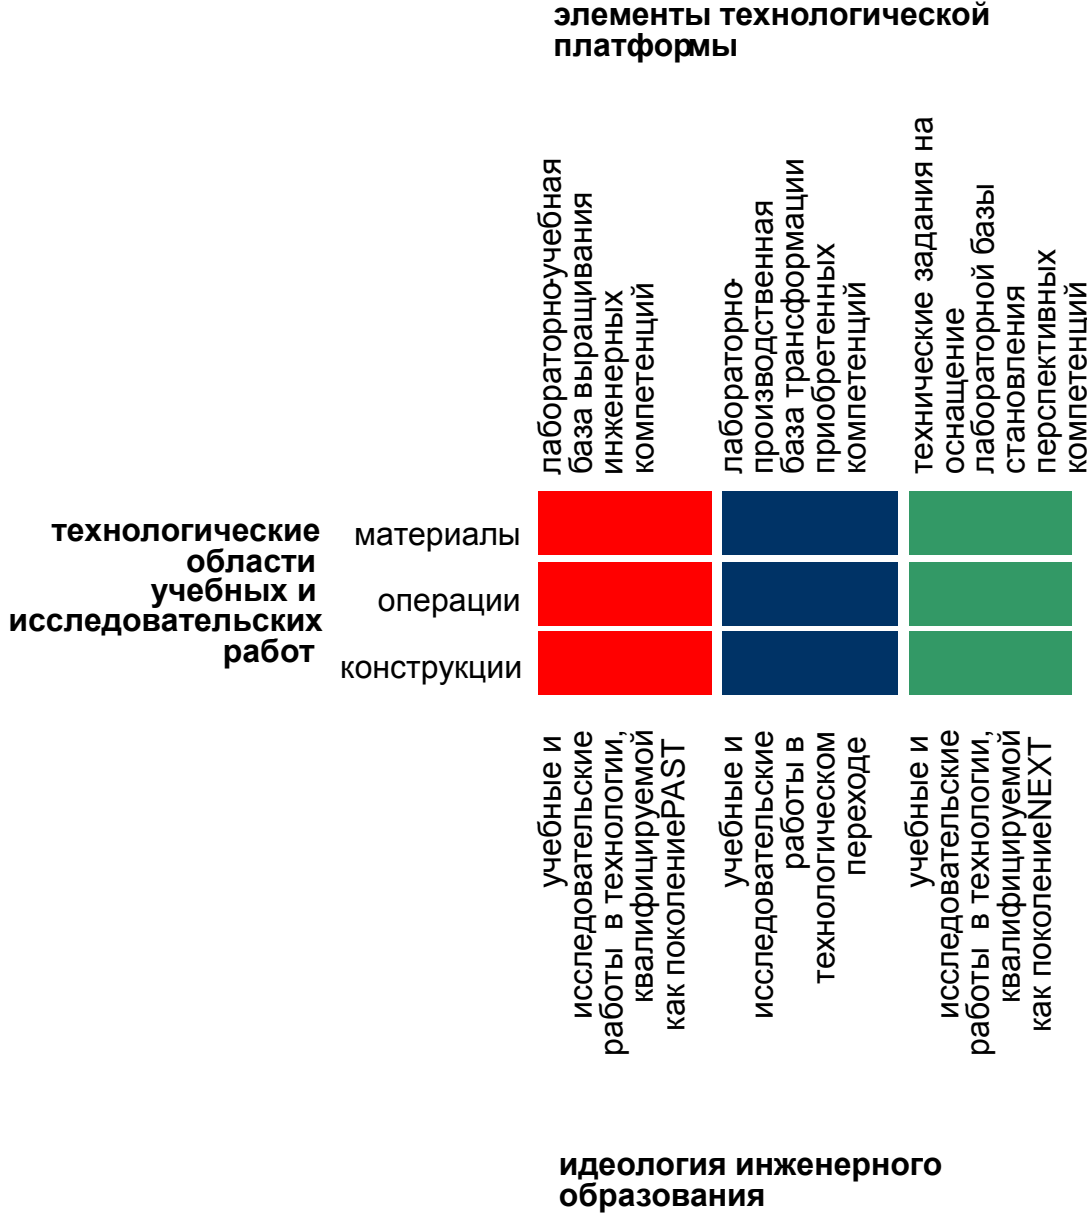 элементы технологической
платформы
лабораторно-учебная
база выращивания
инженерных
компетенций
лабораторно-
производственная
база трансформации
приобретенных
компетенций
технические задания на
оснащение
лабораторной базы
становления
перспективных
компетенций
технологические
области
учебных и
исследовательских
работ
материалы
операции
конструкции
учебные и
исследовательские
работы в технологии,
квалифицируемой
как поколениеPAST
учебные и
исследовательские
работы в
технологическом
переходе
учебные и
исследовательские
работы в технологии,
квалифицируемой
как поколениеNEXT
идеология инженерного
образования